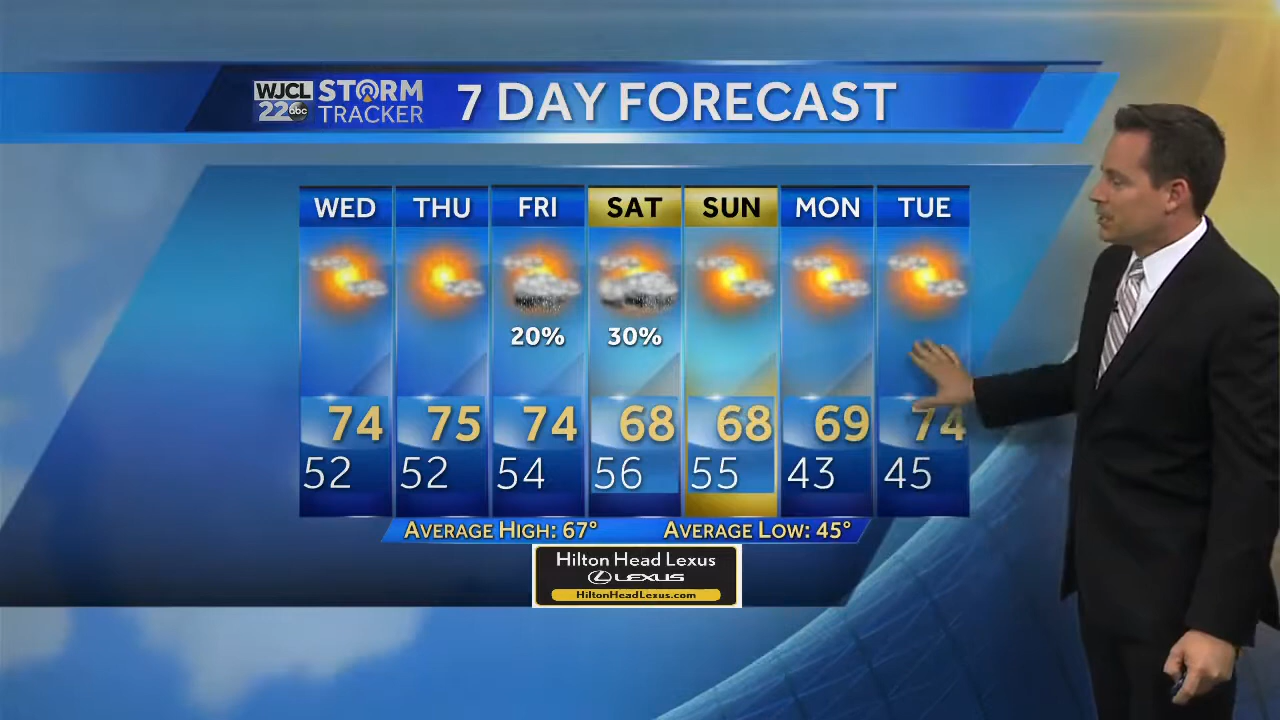 WJCL
22 abc
STORM
TRACKER
7 DAY FORECAST
WED THU FRI SAT SUN MON TUE
20% 30%
74 75 74 68 68 69 74
52 52 54 56 55 43 45
AVERAGE HIGH: 67° AVERAGE LOW: 45°
Hilton Head Lexus
LEXUS
HiltonHeadLexus.com